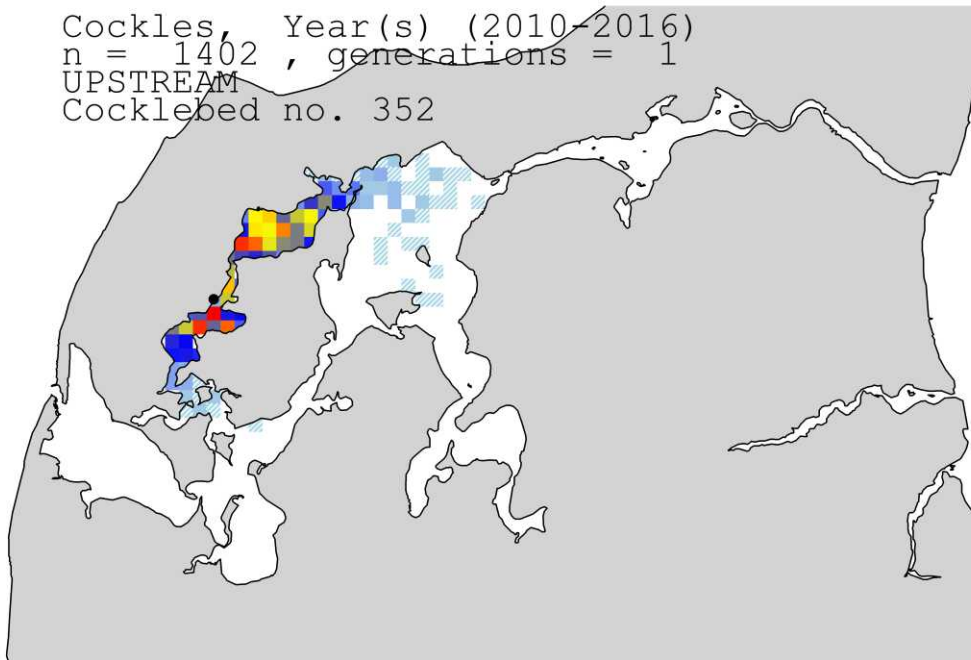 Cockles, Year(s) (2010-2016)
n = 1402 , generations = 1
UPSTREAM
Cocklebed no. 352